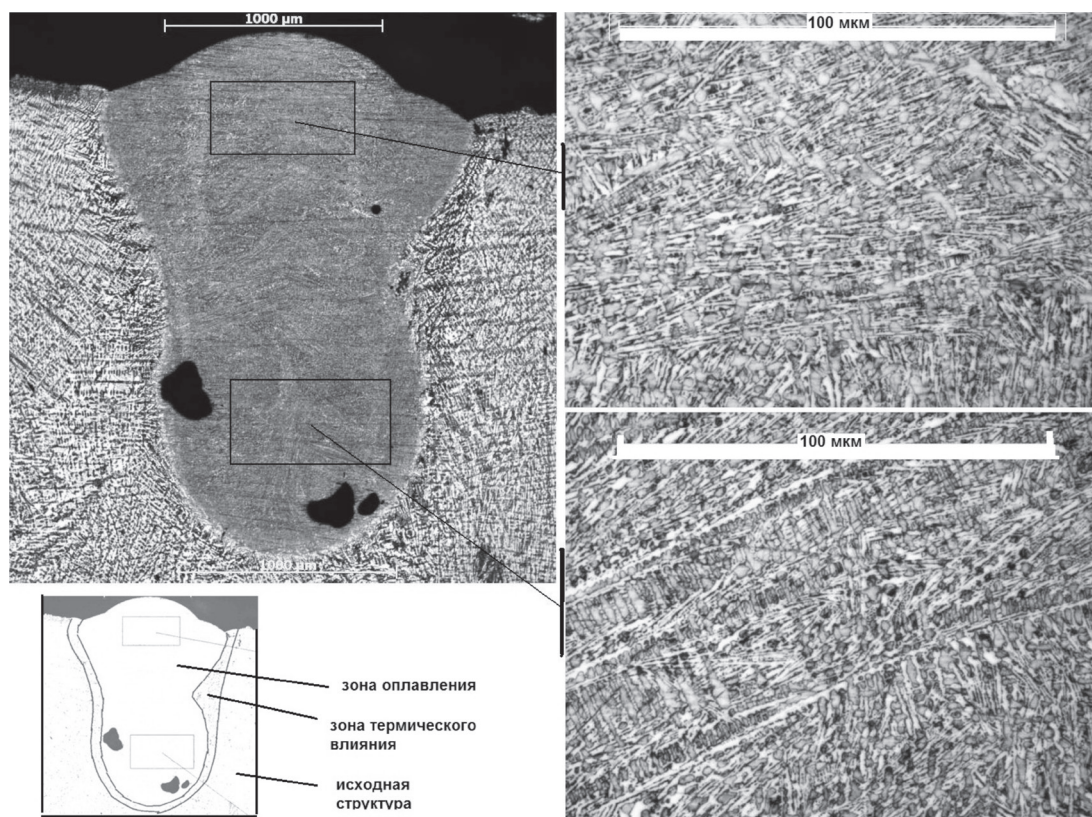 1000 µm
100 мкм
100 мкм
1000 µm
зона оплавления
зона термического
влияния
исходная
структура